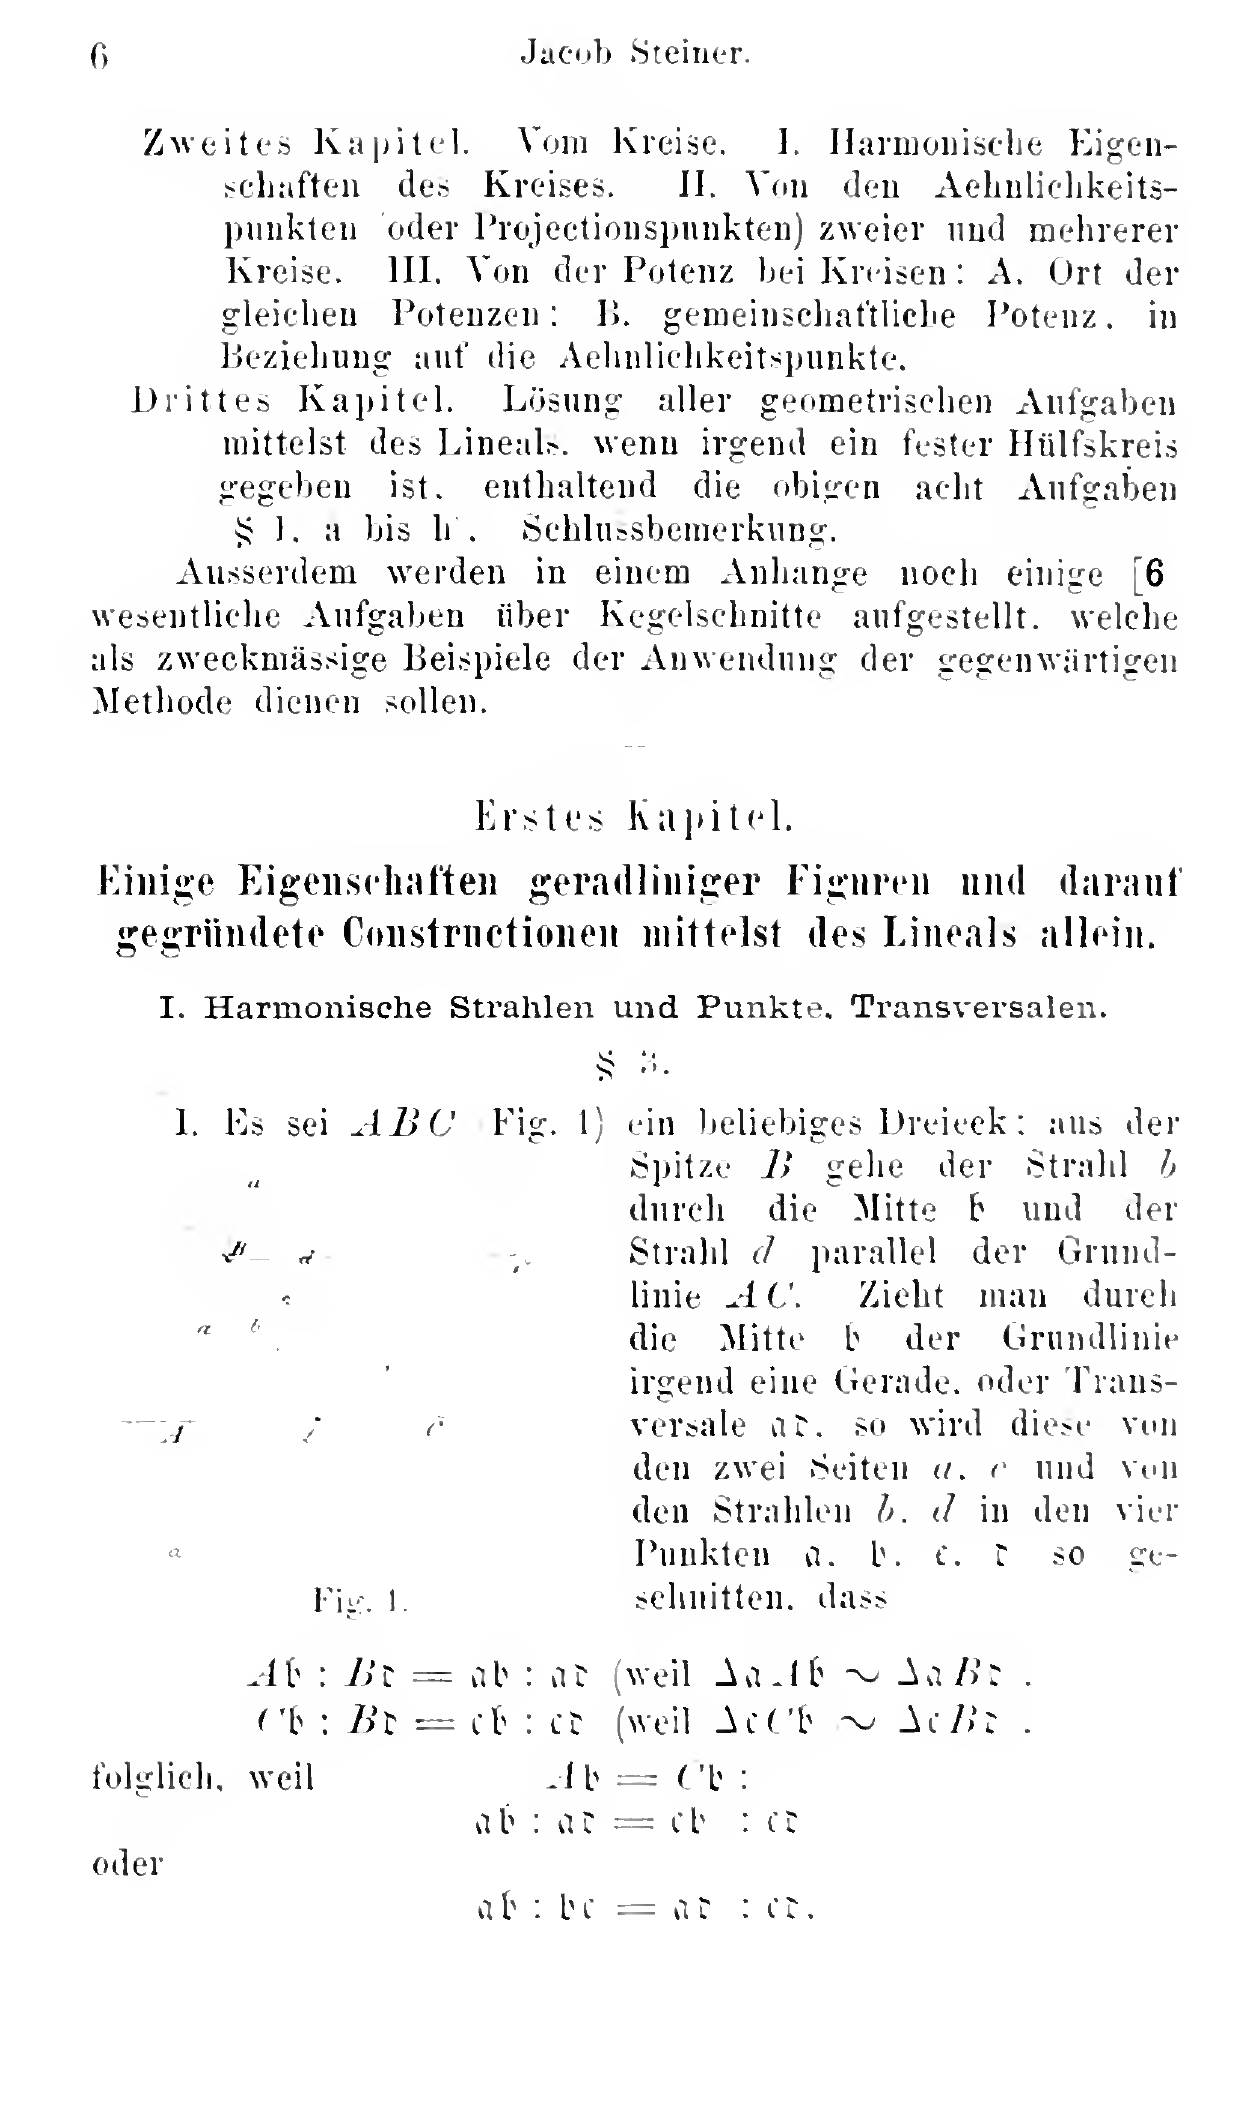 6 Jacob Steiner.
Zweites Kapitel. Vom Kreise. I. Harmonische Eigen-
schaften des Kreises. II. Von den Aehnlichkeits-
punkten oder Projectionspunkten) zweier und mehrerer
Kreise. III. Von der Potenz bei Kreisen: A. Ort der
gleichen Potenzen: B. gemeinschaftliche Potenz. in
Beziehung auf die Aehnlichkeitspunkte.
Drittes Kapitel. Lösung aller geometrischen Aufgaben
mittelst des Lineals. wenn irgend ein fester Hülfskreis
gegeben ist. enthaltend die obigen acht Aufgaben
§ 1. a bis h . Schlussbemerkung.
Ausserdem werden in einem Anhange noch einige [6
wesentliche Aufgaben über Kegelschnitte aufgestellt. welche
als zweckmässige Beispiele der Anwendung der gegenwärtigen
Methode dienen sollen.
Erstes Kapitel.
Einige Eigenschaften geradliniger Figuren und darauf
gegründete Constructionen mittelst des Lineals allein.
I. Harmonische Strahlen und Punkte. Transversalen.
§ 3.
I. Es sei ABC Fig. 1) ein beliebiges Dreieck: aus der
Spitze B gehe der Strahl b
durch die Mitte 𝔟 und der
Strahl d parallel der Grund-
linie AC. Zieht man durch
die Mitte 𝔟 der Grundlinie
irgend eine Gerade. oder Trans-
versale 𝔞𝔡. so wird diese von
den zwei Seiten a. c und von
den Strahlen b. d in den vier
Punkten 𝔞. 𝔟. 𝔠. 𝔡 so ge-
schnitten. dass
a
B d
c
a b
A C
a
Fig. 1.
A𝔟 : B𝔡 = 𝔞𝔟 : 𝔞𝔡 (weil Δ𝔞A𝔟 ∼ Δ𝔞B𝔡 .
C𝔟 : B𝔡 = 𝔠𝔟 : 𝔠𝔡 (weil Δ𝔠C𝔟 ∼ Δ𝔠B𝔡 .
folglich, weil A𝔟 = C𝔟 :
𝔞𝔟 : 𝔞𝔡 = 𝔠𝔟 : 𝔠𝔡
oder
𝔞𝔟 : 𝔟𝔠 = 𝔞𝔡 : 𝔠𝔡.